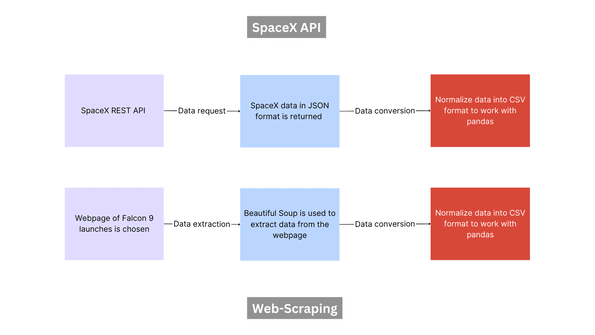 SpaceX API
SpaceX REST API
Data request
SpaceX data in JSON
format is returned
Data conversion
Normalize data into CSV
format to work with
pandas
Webpage of Falcon 9
launches is chosen
Data extraction
Beautiful Soup is used to
extract data from the
webpage
Data conversion
Normalize data into CSV
format to work with
pandas
Web-Scraping